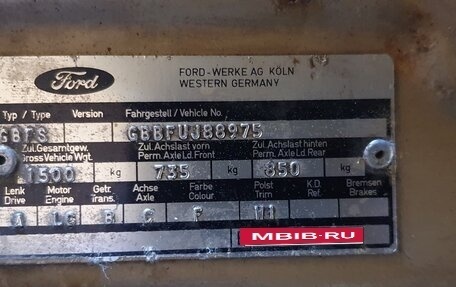 Ford
FORD-WERKE AG KÖLN
WESTERN GERMANY
Typ / Type Version Fahrgestell / Vehicle No.
GBFS GBBFUJ88975
Zul.Gesamtgew. Zul.Achslast vorn Zul.Achslast hinten
Gross Vehicle Wgt. Perm.Axle Ld.Front Perm.Axle Ld Rear
1500 kg 735 kg 850 kg
Lenk Motor Getr. Achse Farbe Polst K.D. Bremsen
Drive Engine Trans. Axle Colour Trim Ref. Brakes
LC B
MBIB-RU